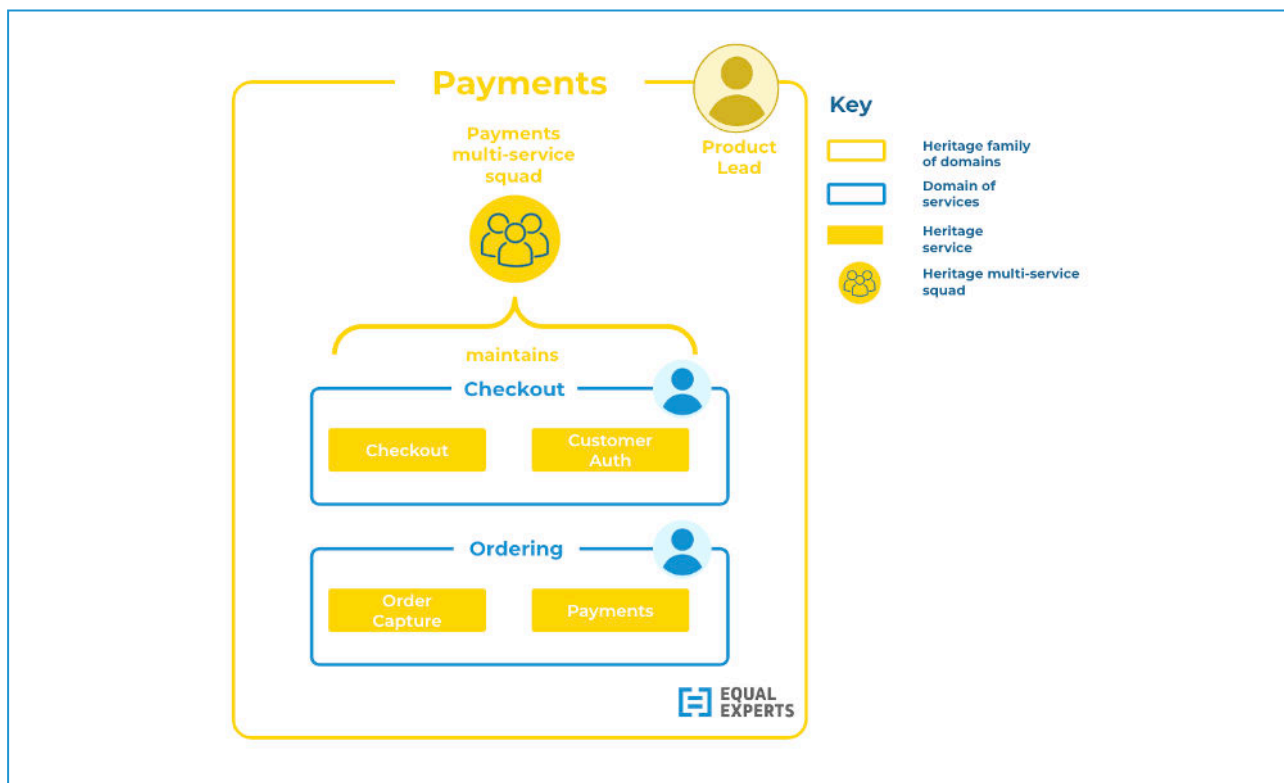 Payments
Payments
multi-service
squad
Product
Lead
maintains
Checkout
Checkout
Customer
Auth
Ordering
Order
Capture
Payments
EQUAL
EXPERTS
Key
Heritage family
of domains
Domain of
services
Heritage
service
Heritage multi-service
squad